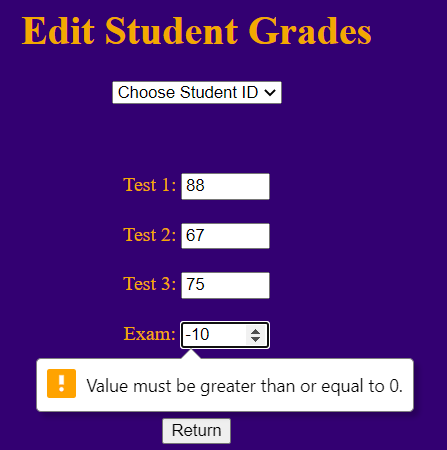 Edit Student Grades
Choose Student ID
Test 1: 88
Test 2: 67
Test 3: 75
Exam: -10
Value must be greater than or equal to 0.
Return